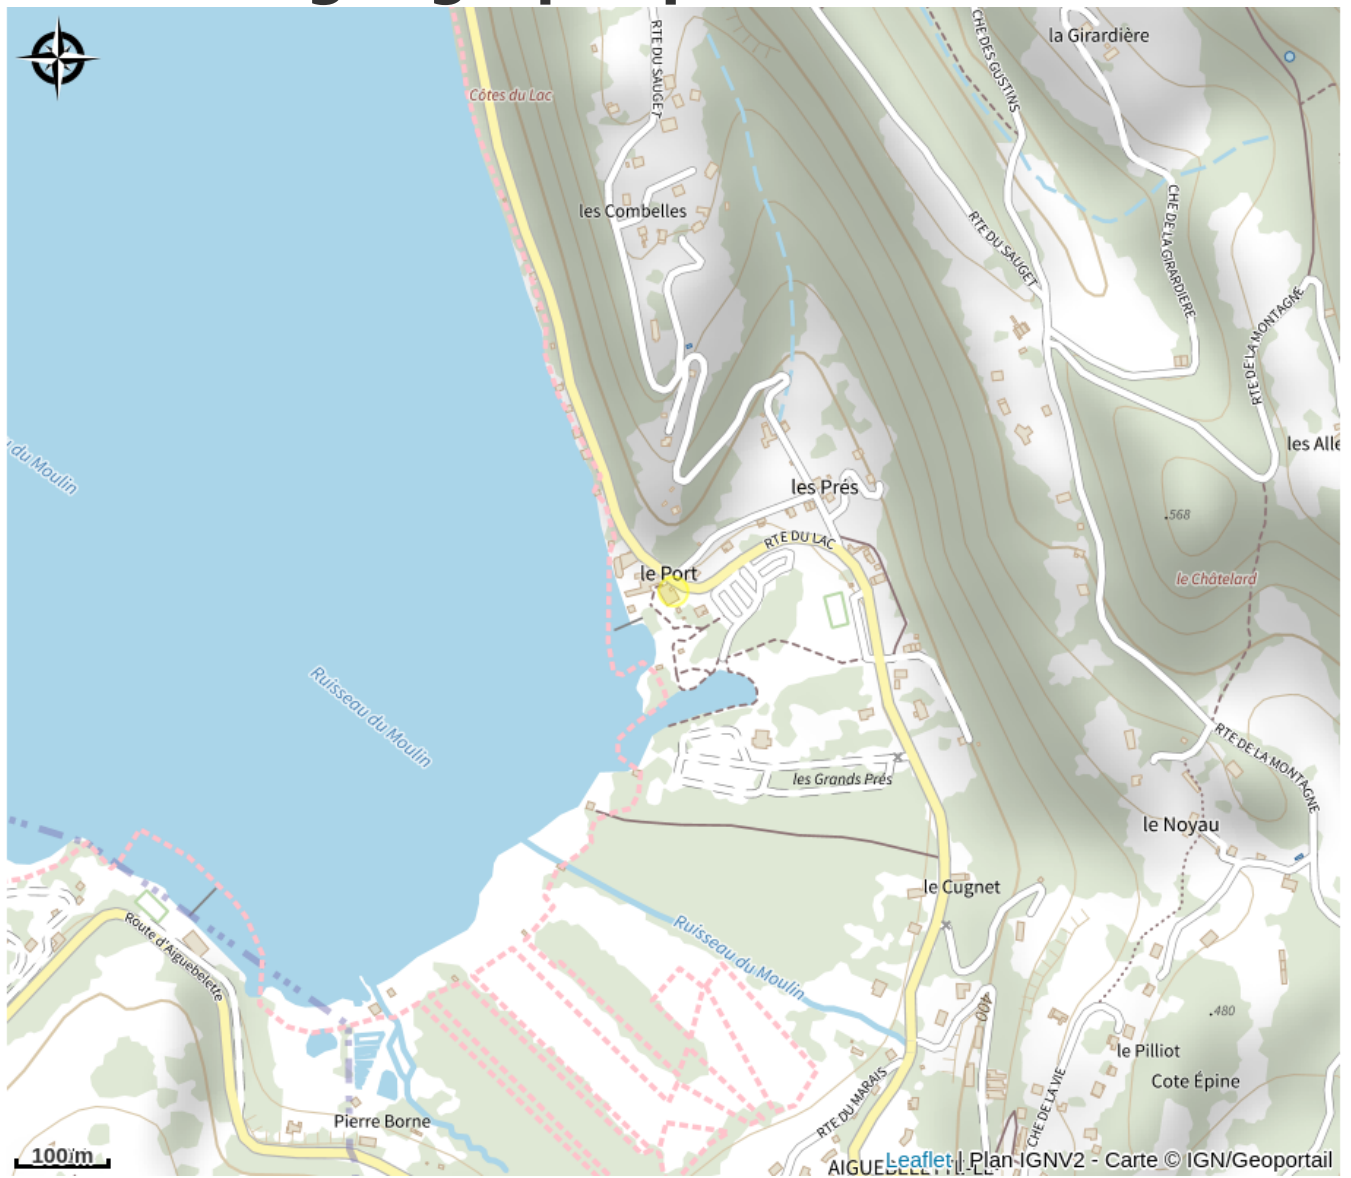 la Girardière
RTE DU SAUGET
CHE DES GUSTINS
Côtes du Lac
les Combelles
RTE DU SAUGET
CHE DE LA GIRARDIERE
RTE DE LA MONTAGNE
du Moulin
les Alle
les Prés
.568
RTE DU LAC
le Port
le Châtelard
Ruisseau du Moulin
RTE DE LA MONTAGNE
les Grands Prés
le Noyau
le Cugnet
Route d'Aiguebelette
Ruisseau du Moulin
400
.480
le Pilliot
Cote Épine
RTE DU MARAIS
CHE DE LA VIE
Pierre Borne
100 m
AIGUEBELETTE-LE
Leaflet | Plan IGNV2 - Carte © IGN/Geoportail